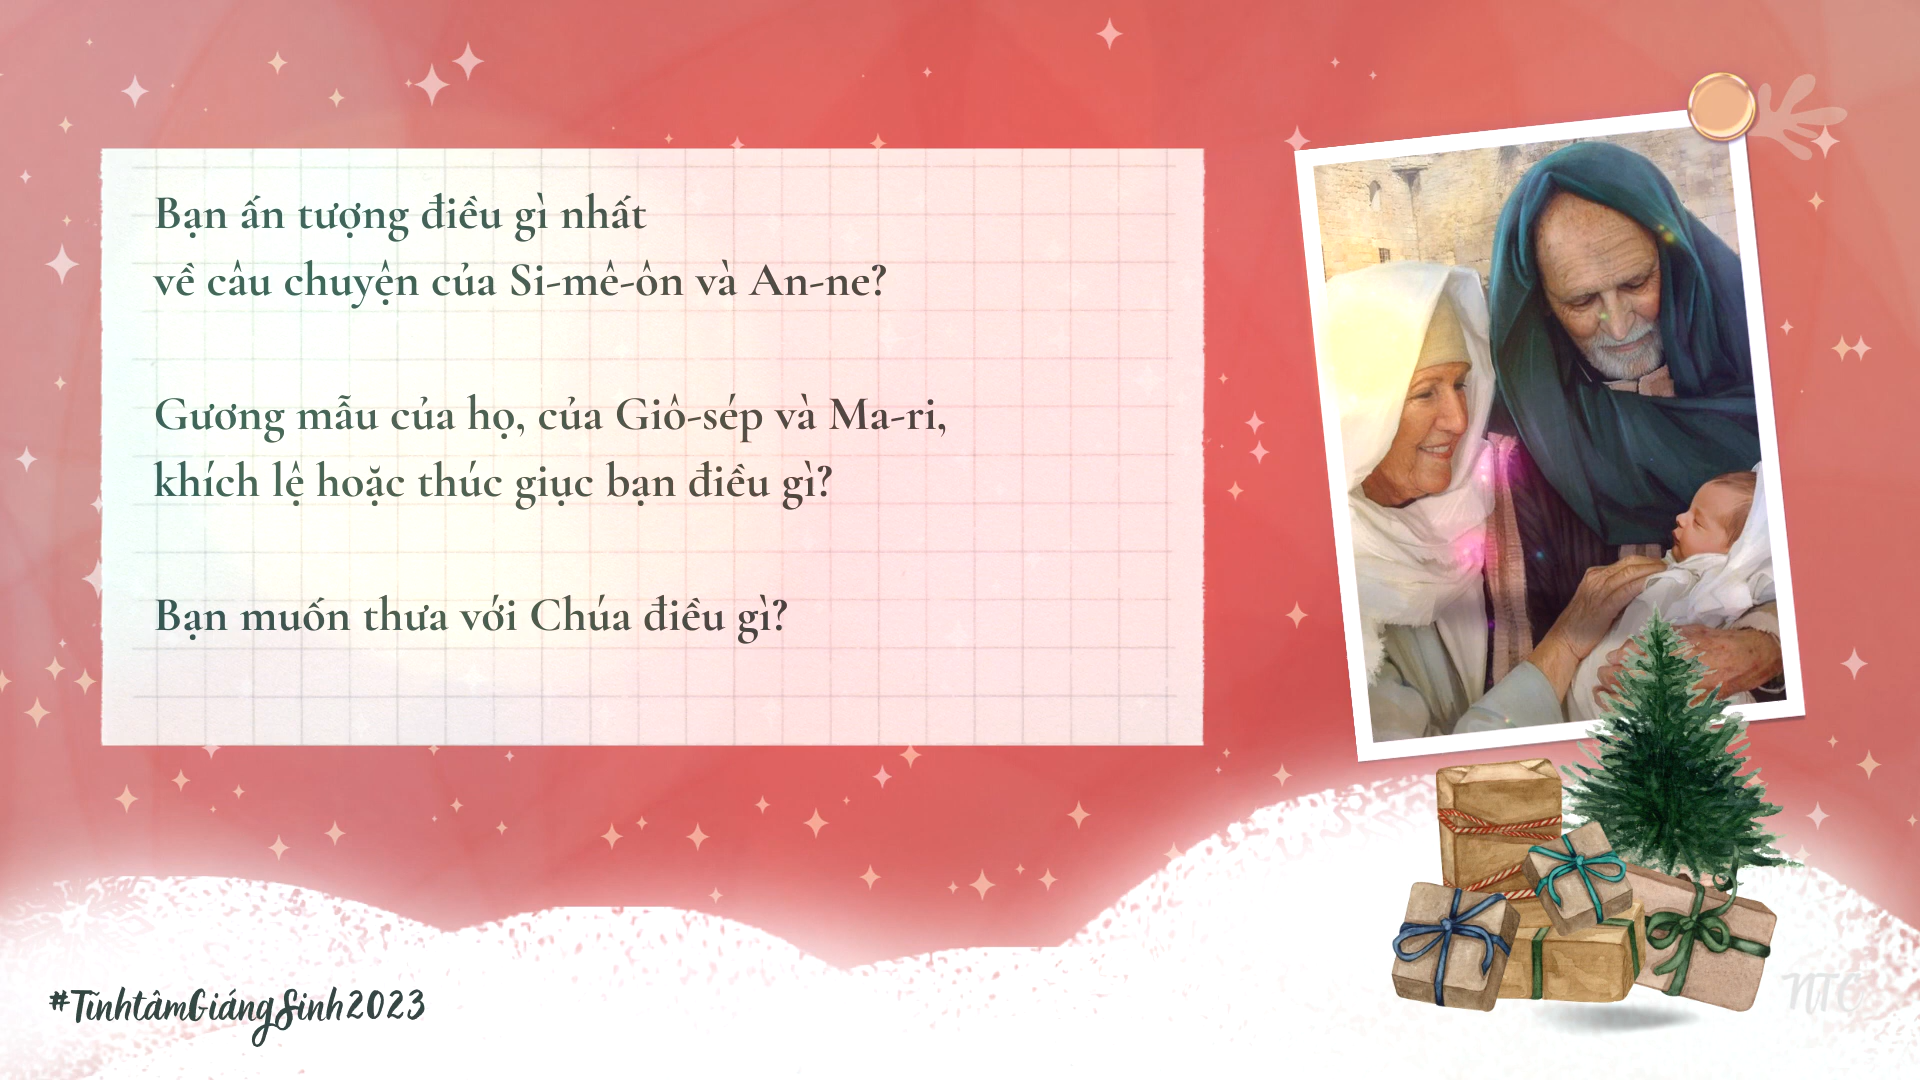 Bạn ấn tượng điều gì nhất
về câu chuyện của Si-mê-ôn và An-ne?
Gương mẫu của họ, của Giô-sép và Ma-ri,
khích lệ hoặc thúc giục bạn điều gì?
Bạn muốn thưa với Chúa điều gì?
#TĩnhtâmGiángSinh2023